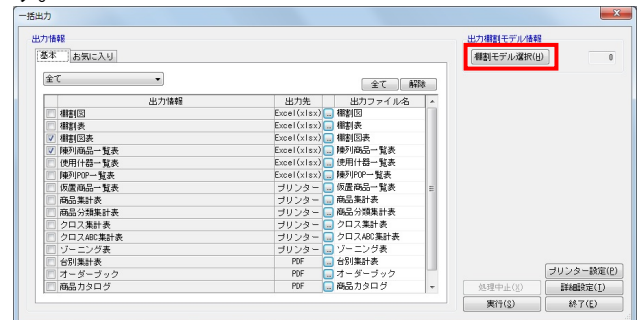 一括出力
出力情報
基本 お気に入り
全て
全て 解除
出力情報 出力先 出力ファイル名
棚割図 Excel(xlsx) ... 棚割図
棚割表 Excel(xlsx) ... 棚割表
棚割図表 Excel(xlsx) ... 棚割図表
陳列商品一覧表 Excel(xlsx) ... 陳列商品一覧表
使用什器一覧表 Excel(xlsx) ... 使用什器一覧表
陳列POP一覧表 Excel(xlsx) ... 陳列POP一覧表
仮置商品一覧表 プリンター ... 仮置商品一覧表
商品集計表 プリンター ... 商品集計表
商品分類集計表 プリンター ... 商品分類集計表
クロス集計表 プリンター ... クロス集計表
クロスABC集計表 プリンター ... クロスABC集計表
ゾーニング表 プリンター ... ゾーニング表
台別集計表 PDF ... 台別集計表
オーダーブック PDF ... オーダーブック
商品カタログ PDF ... 商品カタログ
出力棚割モデル情報
棚割モデル選択(H) 0
プリンター設定(P)
処理中止(X) 詳細設定(I)
実行(S) 終了(E)